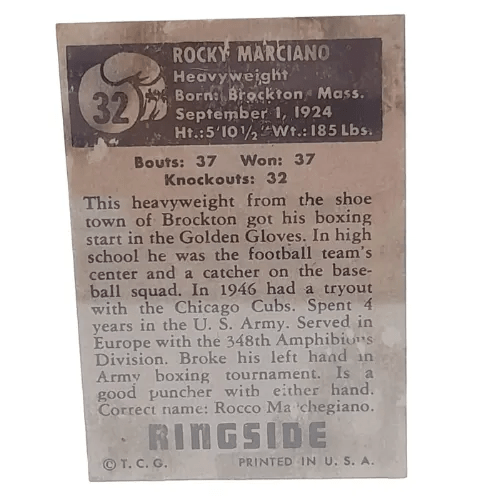 32
ROCKY MARCIANO
Heavyweight
Born: Brockton Mass.
September 1, 1924
Ht.: 5'10½" Wt.: 185 Lbs.
Bouts: 37 Won: 37
Knockouts: 32
This heavyweight from the shoe
town of Brockton got his boxing
start in the Golden Gloves. In high
school he was the football team's
center and a catcher on the base-
ball squad. In 1946 had a tryout
with the Chicago Cubs. Spent 4
years in the U. S. Army. Served in
Europe with the 348th Amphibious
Division. Broke his left hand in
Army boxing tournament. Is a
good puncher with either hand.
Correct name: Rocco Marchegiano.
RINGSIDE
© T. C. G. PRINTED IN U. S. A.